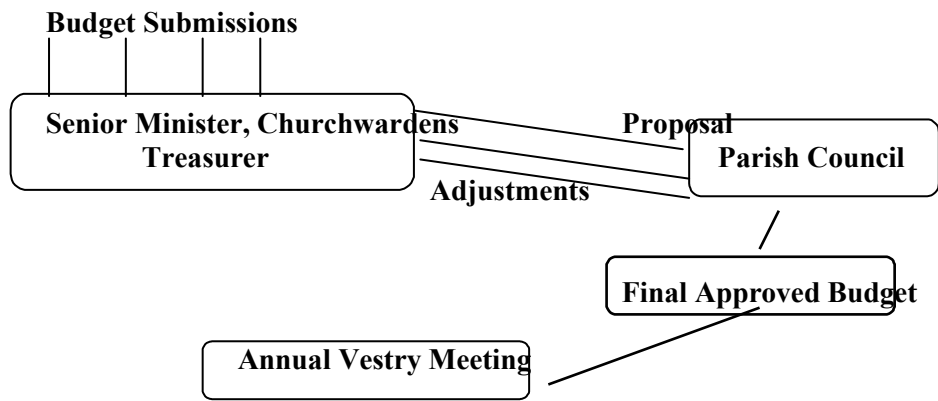 Budget Submissions
Senior Minister, Churchwardens
Treasurer
Proposal
Parish Council
Adjustments
Final Approved Budget
Annual Vestry Meeting